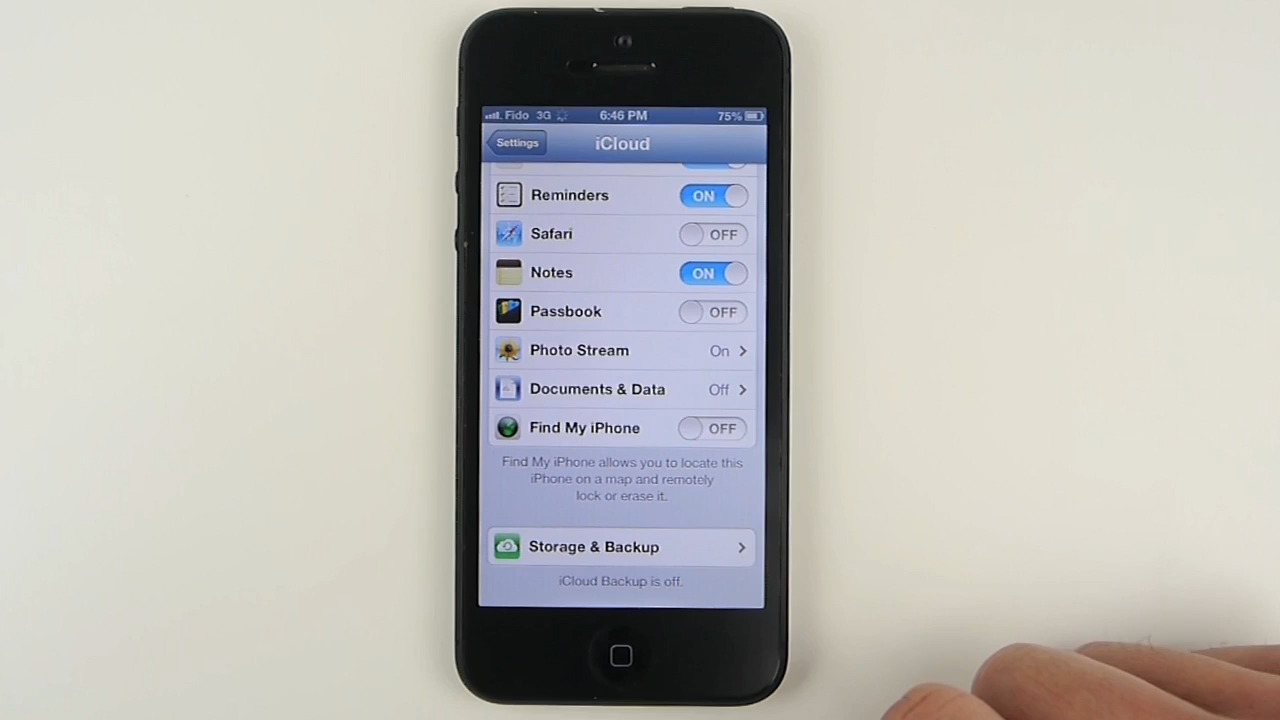 Fido 3G 6:46 PM 75%
Settings iCloud
Reminders ON
Safari OFF
Notes ON
Passbook OFF
Photo Stream On
Documents & Data Off
Find My iPhone OFF
Find My iPhone allows you to locate this
iPhone on a map and remotely
lock or erase it.
Storage & Backup
iCloud Backup is off.